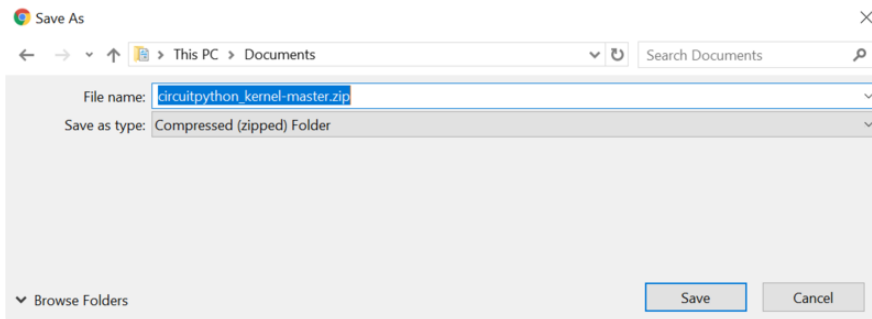 Save As
This PC > Documents
Search Documents
File name: circuitpython_kernel-master.zip
Save as type: Compressed (zipped) Folder
Browse Folders
Save
Cancel